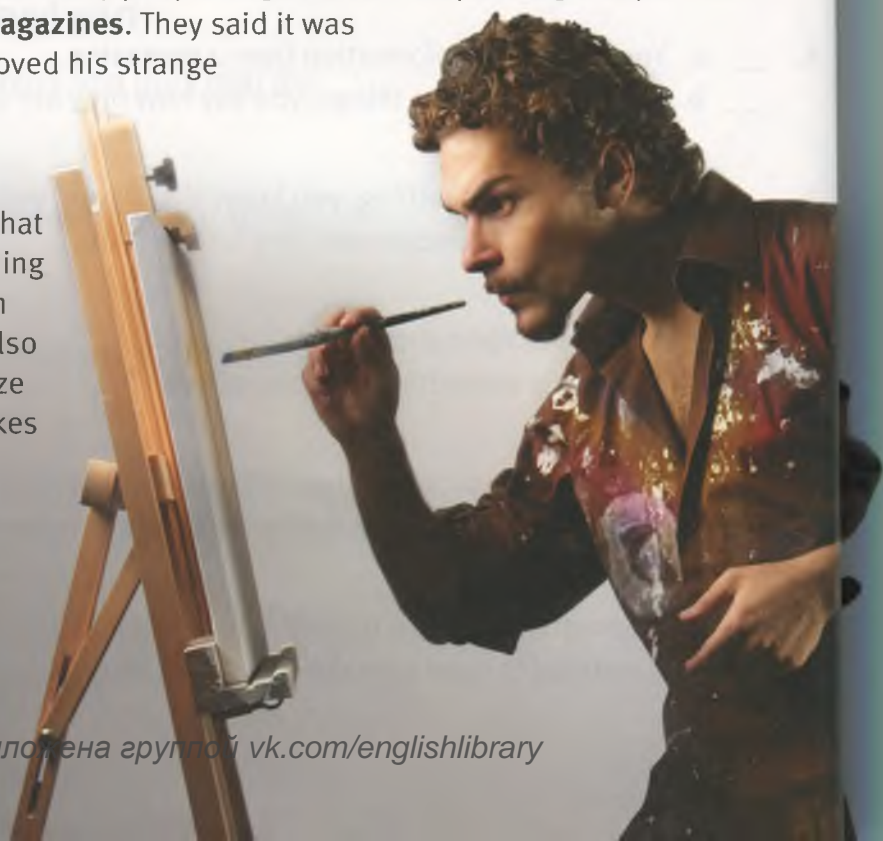 agazines. They said it was
oved his strange
hat
ing
n
lso
ze
kes
ложена группой vk.com/englishlibrary